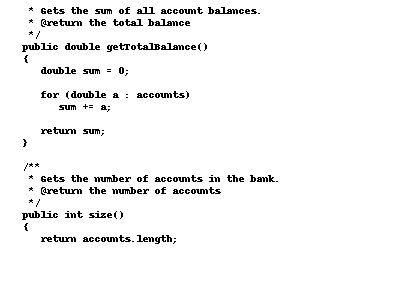 * Gets the sum of all account balances.
* @return the total balance
*/
public double getTotalBalance()
{
double sum = 0;
for (double a : accounts)
sum += a;
return sum;
}
/**
* Gets the number of accounts in the bank.
* @return the number of accounts
*/
public int size()
{
return accounts.length;